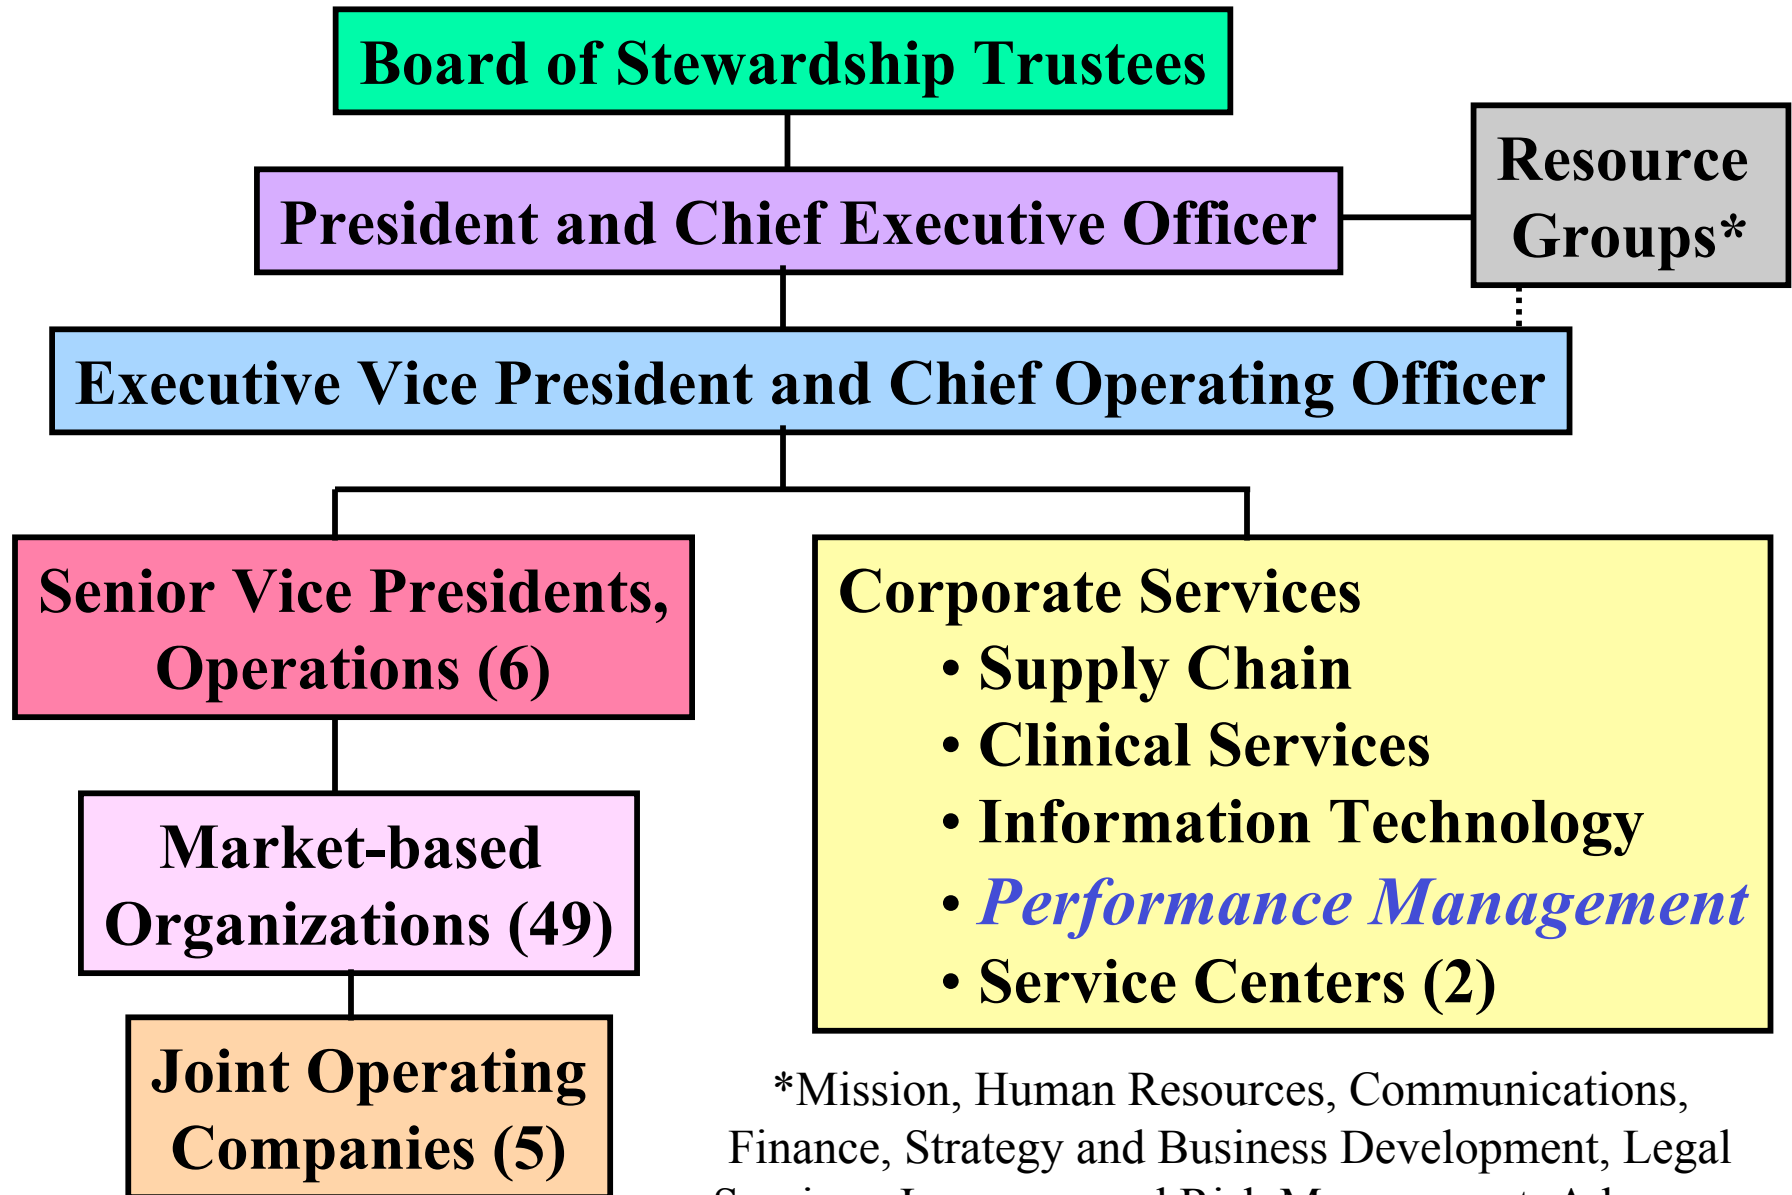 Board of Stewardship Trustees
President and Chief Executive Officer
Resource
Groups*
Executive Vice President and Chief Operating Officer
Senior Vice Presidents,
Operations (6)
Market-based
Organizations (49)
Joint Operating
Companies (5)
Corporate Services
• Supply Chain
• Clinical Services
• Information Technology
• Performance Management
• Service Centers (2)
*Mission, Human Resources, Communications,
Finance, Strategy and Business Development, Legal